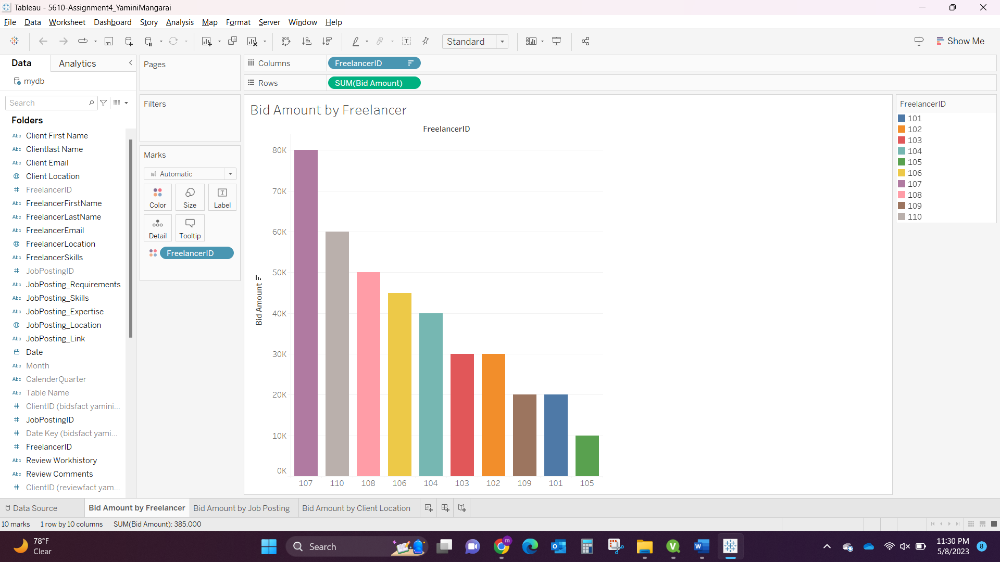 Tableau - 5610-Assignment4_YaminiMangarai
File Data Worksheet Dashboard Story Analysis Map Format Server Window Help
Standard
Show Me
Data
Analytics
mydb
Search
Folders
Client First Name
Clientlast Name
Client Email
Client Location
FreelancerID
FreelancerFirstName
FreelancerLastName
FreelancerEmail
FreelancerLocation
FreelancerSkills
JobPostingID
JobPosting_Requirements
JobPosting_Skills
JobPosting_Expertise
JobPosting_Location
JobPosting_Link
Date
Month
CalenderQuarter
Table Name
ClientID (bidsfact yamini...
JobPostingID
Date Key (bidsfact yami...
FreelancerID
Review Workhistory
Review Comments
ClientID (reviewfact yam...
Pages
Filters
Marks
Automatic
Color Size Label
Detail Tooltip
FreelancerID
Columns FreelancerID
Rows SUM(Bid Amount)
Bid Amount by Freelancer
FreelancerID
Bid Amount
80K
70K
60K
50K
40K
30K
20K
10K
0K
107 110 108 106 104 103 102 109 101 105
FreelancerID
101
102
103
104
105
106
107
108
109
110
Data Source
Bid Amount by Freelancer
Bid Amount by Job Posting
Bid Amount by Client Location
10 marks 1 row by 10 columns SUM(Bid Amount): 385,000
78°F
Clear
Search
11:30 PM
5/8/2023
8